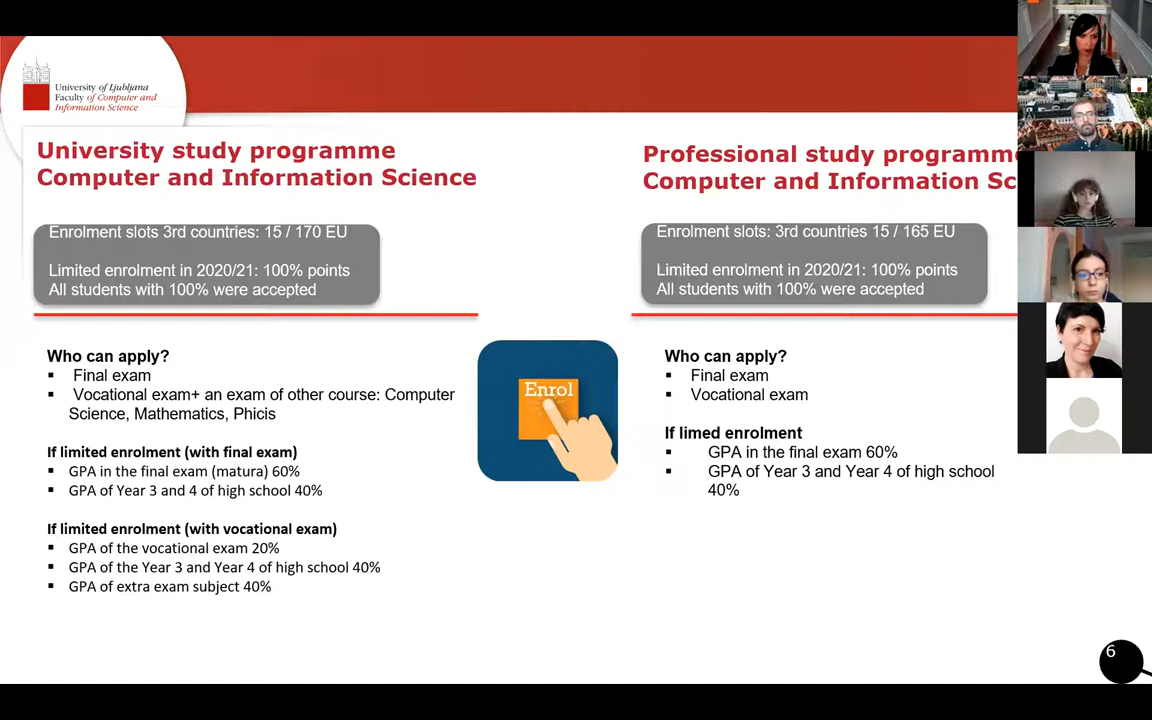 University of Ljubljana
Faculty of Computer and
Information Science
University study programme
Computer and Information Science
Enrolment slots 3rd countries: 15 / 170 EU
Limited enrolment in 2020/21: 100% points
All students with 100% were accepted
Who can apply?
▪ Final exam
▪ Vocational exam+ an exam of other course: Computer
Science, Mathematics, Phicis
If limited enrolment (with final exam)
▪ GPA in the final exam (matura) 60%
▪ GPA of Year 3 and 4 of high school 40%
If limited enrolment (with vocational exam)
▪ GPA of the vocational exam 20%
▪ GPA of the Year 3 and Year 4 of high school 40%
▪ GPA of extra exam subject 40%
Enrol
Professional study programme
Computer and Information Sc
Enrolment slots: 3rd countries 15 / 165 EU
Limited enrolment in 2020/21: 100% points
All students with 100% were accepted
Who can apply?
▪ Final exam
▪ Vocational exam
If limed enrolment
▪ GPA in the final exam 60%
▪ GPA of Year 3 and Year 4 of high school
40%
6